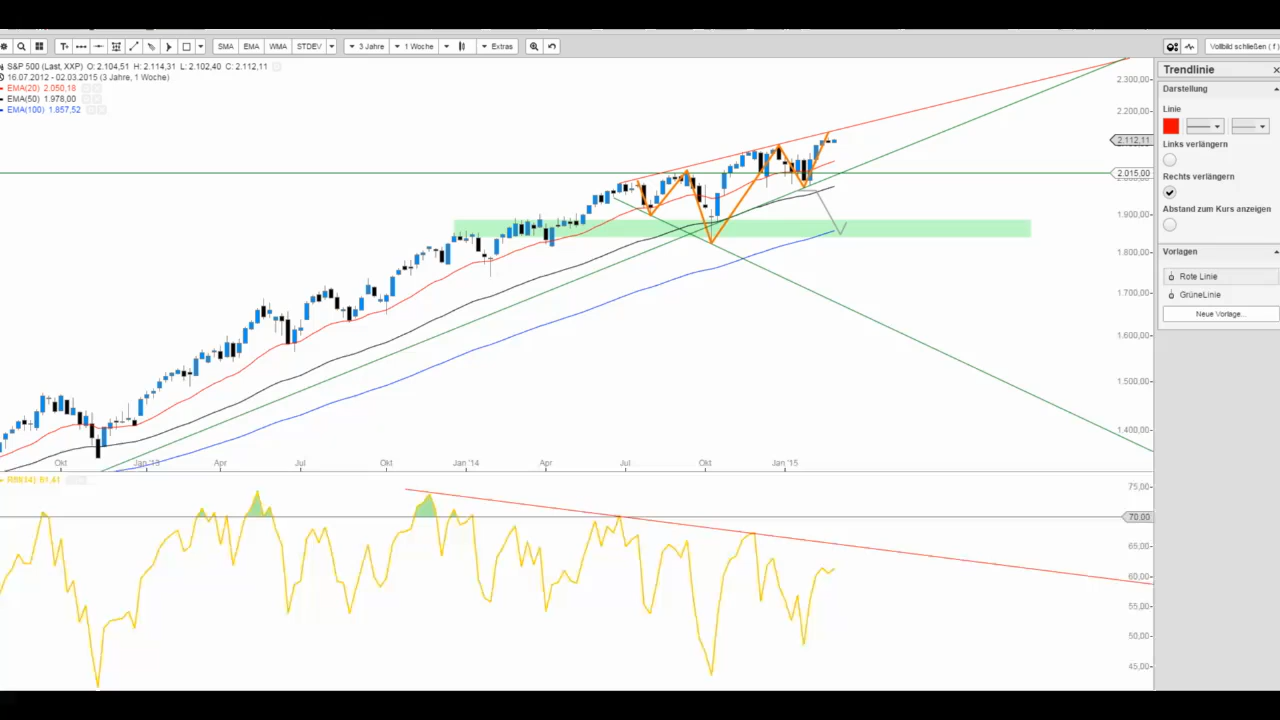 T+ SMA EMA WMA STDEV 3 Jahre 1 Woche Extras Vollbild schließen ( f )
S&P 500 (Last, XXP) O: 2.104,51 H: 2.114,31 L: 2.102,40 C: 2.112,11
16.07.2012 - 02.03.2015 (3 Jahre, 1 Woche)
EMA(20) 2.050,18
EMA(50) 1.978,00
EMA(100) 1.857,52
2.300,00
2.200,00
2.112,11
2.015,00
1.900,00
1.800,00
1.700,00
1.600,00
1.500,00
1.400,00
Okt Jan '13 Apr Jul Okt Jan '14 Apr Jul Okt Jan '15
RSI(14) 61,41
75,00
70,00
65,00
60,00
55,00
50,00
45,00
Trendlinie
Darstellung
Linie
Links verlängern
Rechts verlängern
Abstand zum Kurs anzeigen
Vorlagen
Rote Linie
GrüneLinie
Neue Vorlage...